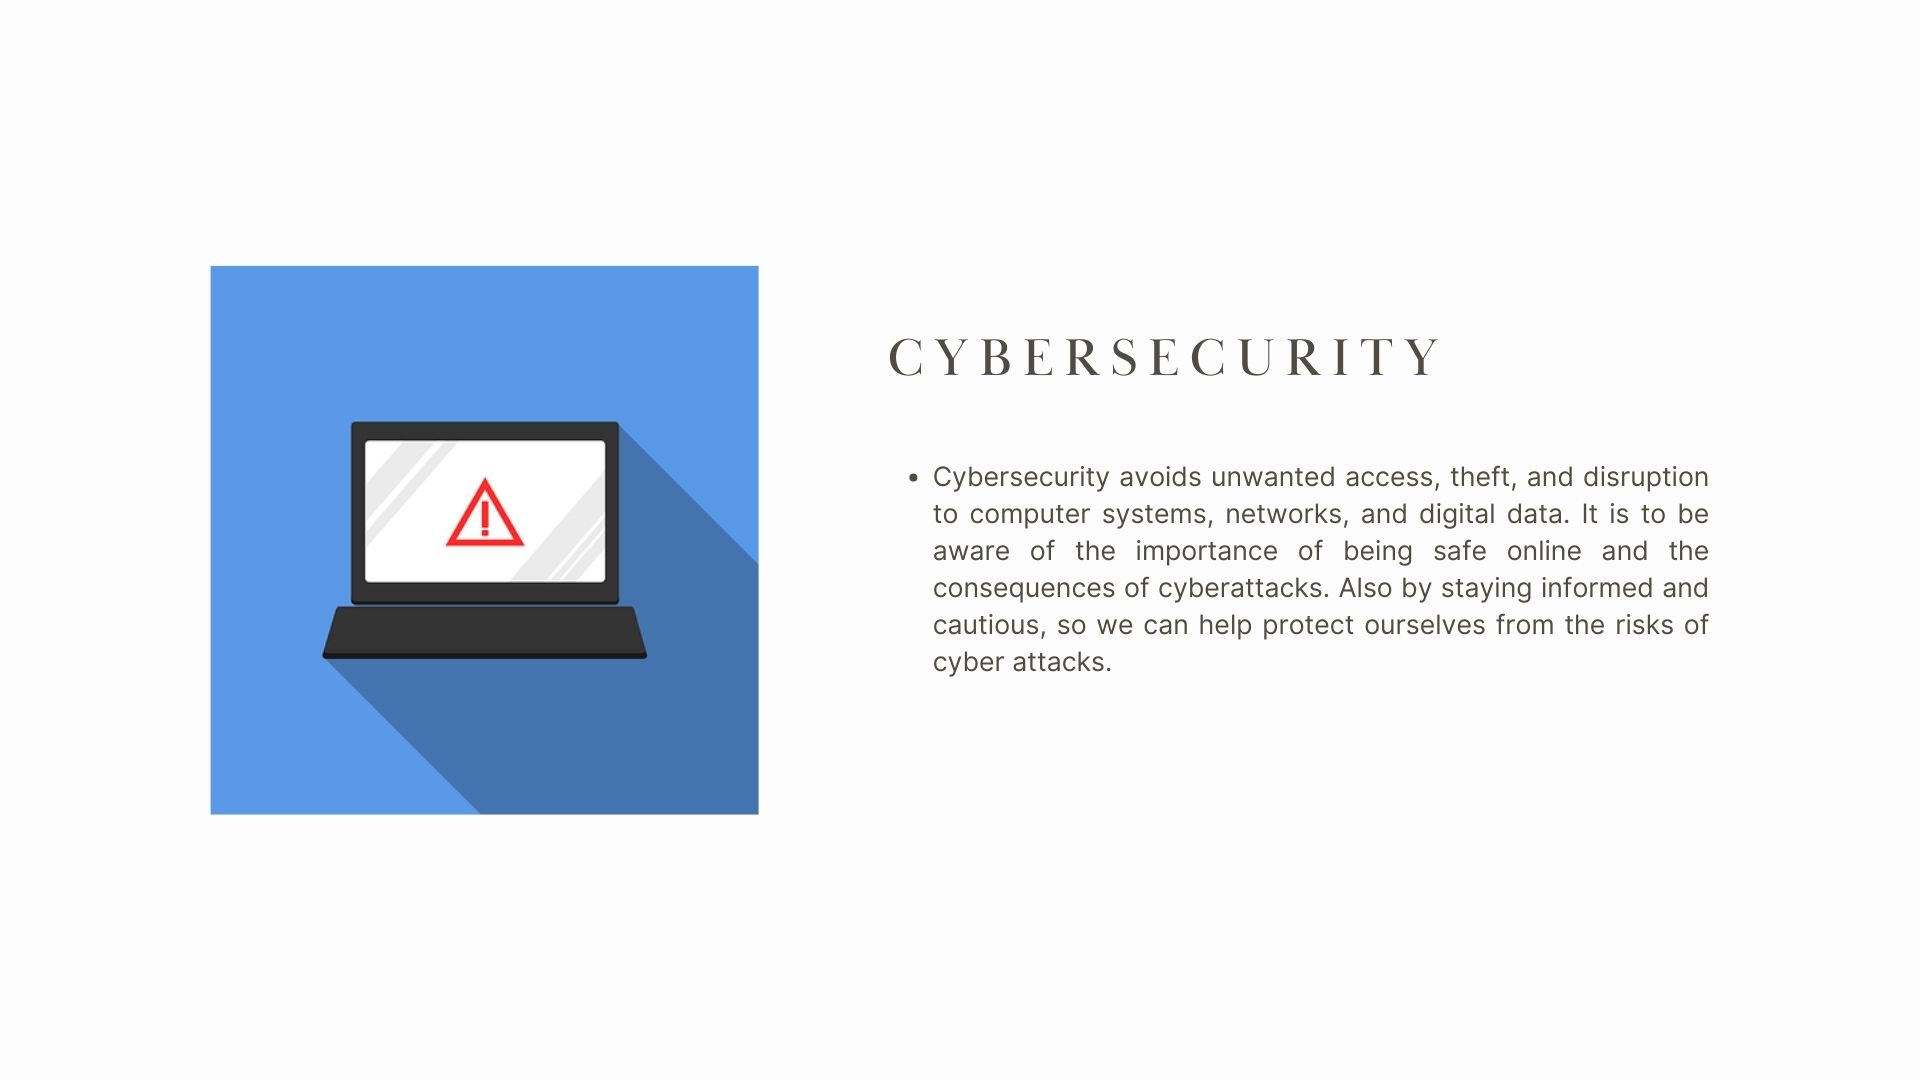 CYBERSECURITY
• Cybersecurity avoids unwanted access, theft, and disruption
to computer systems, networks, and digital data. It is to be
aware of the importance of being safe online and the
consequences of cyberattacks. Also by staying informed and
cautious, so we can help protect ourselves from the risks of
cyber attacks.